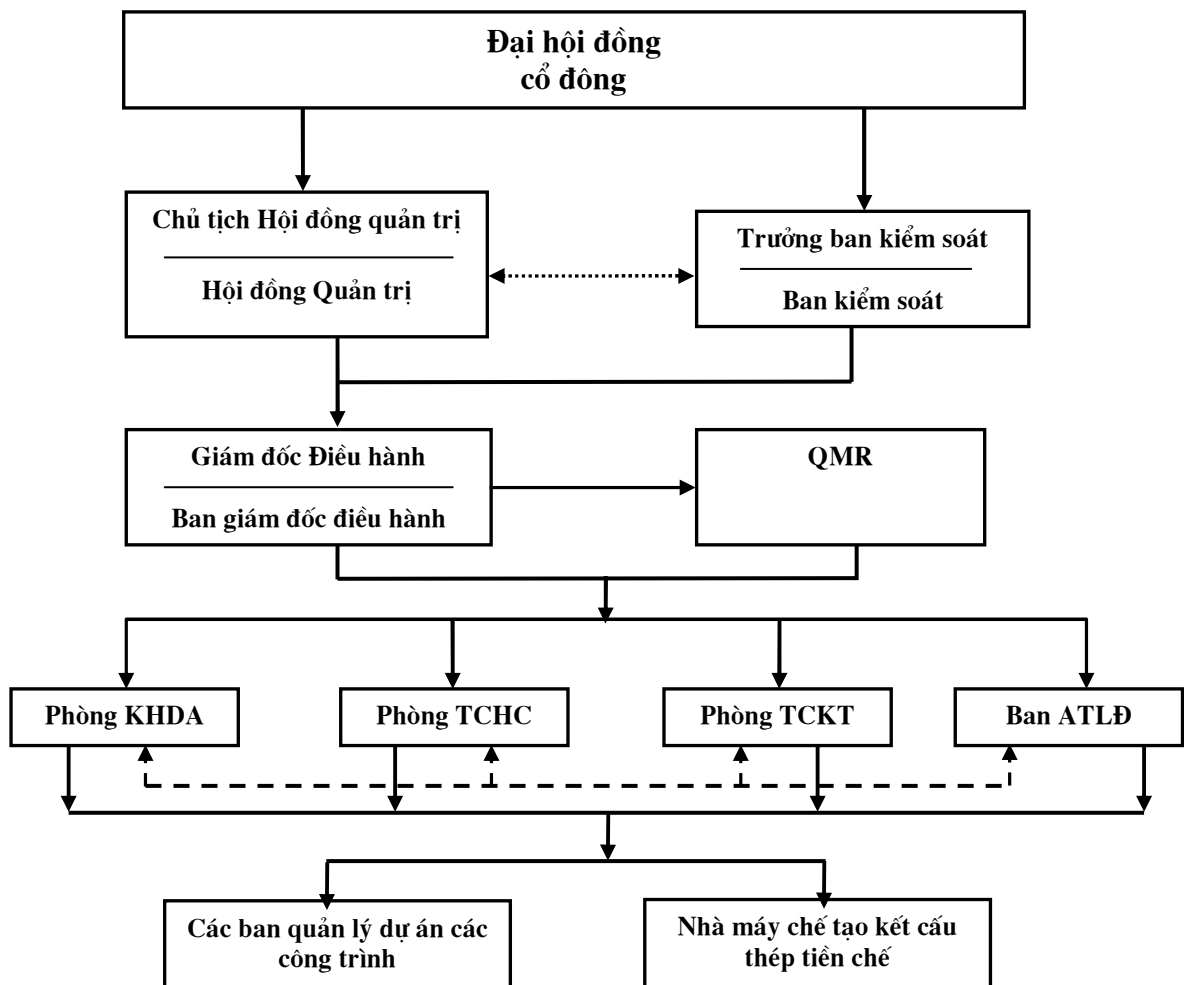 Đại hội đồng
cổ đông
Chủ tịch Hội đồng quản trị
Hội đồng Quản trị
Trưởng ban kiểm soát
Ban kiểm soát
Giám đốc Điều hành
Ban giám đốc điều hành
QMR
Phòng KHDA
Phòng TCHC
Phòng TCKT
Ban ATLĐ
Các ban quản lý dự án các
công trình
Nhà máy chế tạo kết cấu
thép tiền chế